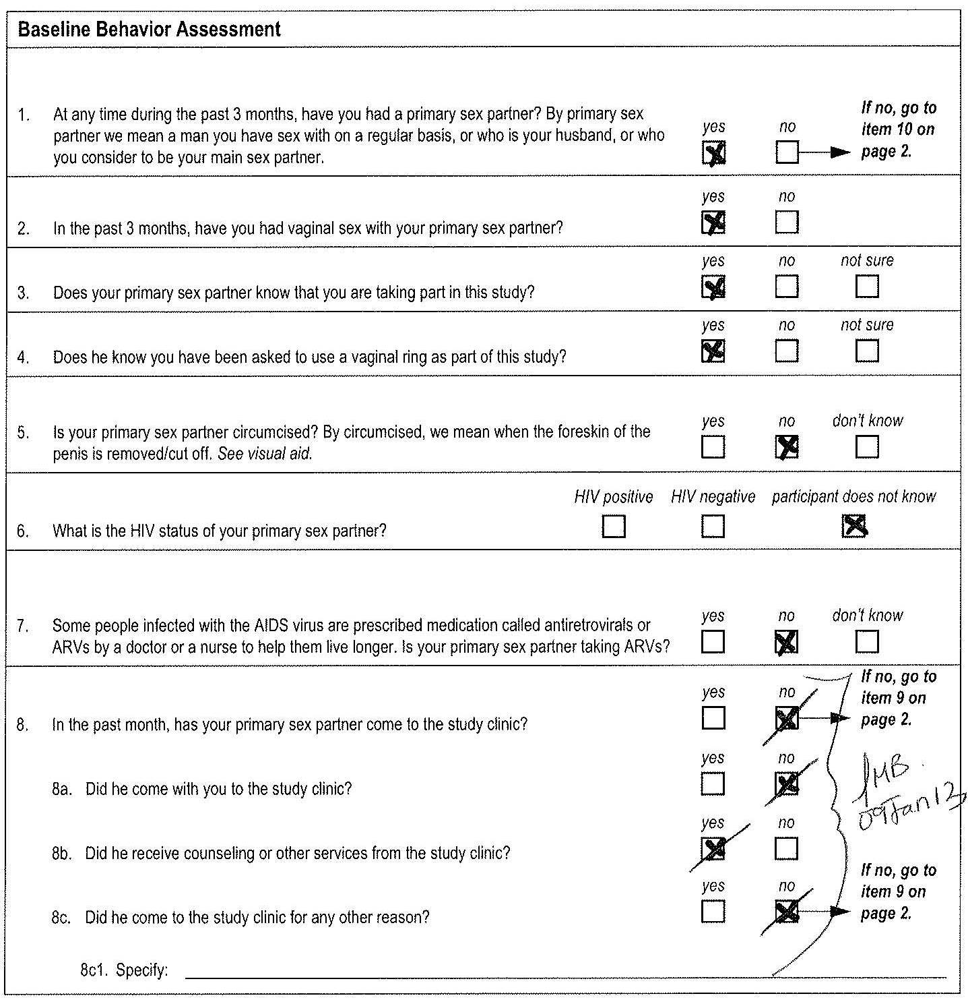 Baseline Behavior Assessment
1. At any time during the past 3 months, have you had a primary sex partner? By primary sex
partner we mean a man you have sex with on a regular basis, or who is your husband, or who
you consider to be your main sex partner.
yes no
If no, go to
item 10 on
page 2.
2. In the past 3 months, have you had vaginal sex with your primary sex partner?
yes no
3. Does your primary sex partner know that you are taking part in this study?
yes no not sure
4. Does he know you have been asked to use a vaginal ring as part of this study?
yes no not sure
5. Is your primary sex partner circumcised? By circumcised, we mean when the foreskin of the
penis is removed/cut off. See visual aid.
yes no don't know
6. What is the HIV status of your primary sex partner?
HIV positive HIV negative participant does not know
7. Some people infected with the AIDS virus are prescribed medication called antiretrovirals or
ARVs by a doctor or a nurse to help them live longer. Is your primary sex partner taking ARVs?
yes no don't know
8. In the past month, has your primary sex partner come to the study clinic?
yes no
If no, go to
item 9 on
page 2.
8a. Did he come with you to the study clinic?
yes no
MB
09Jan13
8b. Did he receive counseling or other services from the study clinic?
yes no
8c. Did he come to the study clinic for any other reason?
yes no
If no, go to
item 9 on
page 2.
8c1. Specify: